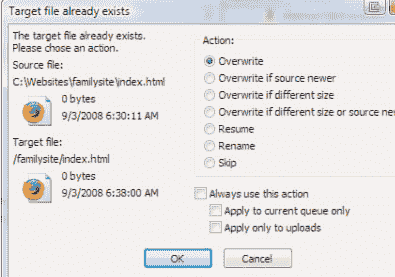 Target file already exists
The target file already exists.
Please chose an action.
Source file:
C:\Websites\familysite\index.html
0 bytes
9/3/2008 6:30:11 AM
Target file:
/familysite/index.html
0 bytes
9/3/2008 6:38:00 AM
Action:
Overwrite
Overwrite if source newer
Overwrite if different size
Overwrite if different size or source new
Resume
Rename
Skip
Always use this action
Apply to current queue only
Apply only to uploads
OK
Cancel